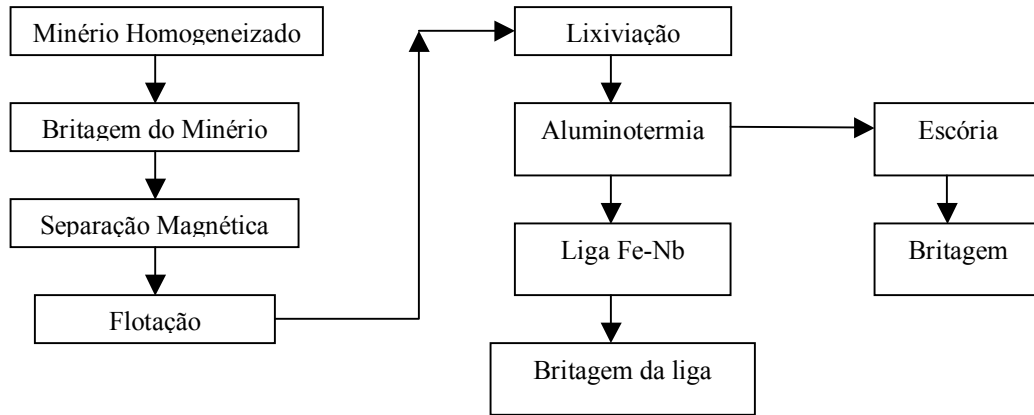 Minério Homogeneizado
Britagem do Minério
Separação Magnética
Flotação
Lixiviação
Aluminotermia
Escória
Liga Fe-Nb
Britagem
Britagem da liga